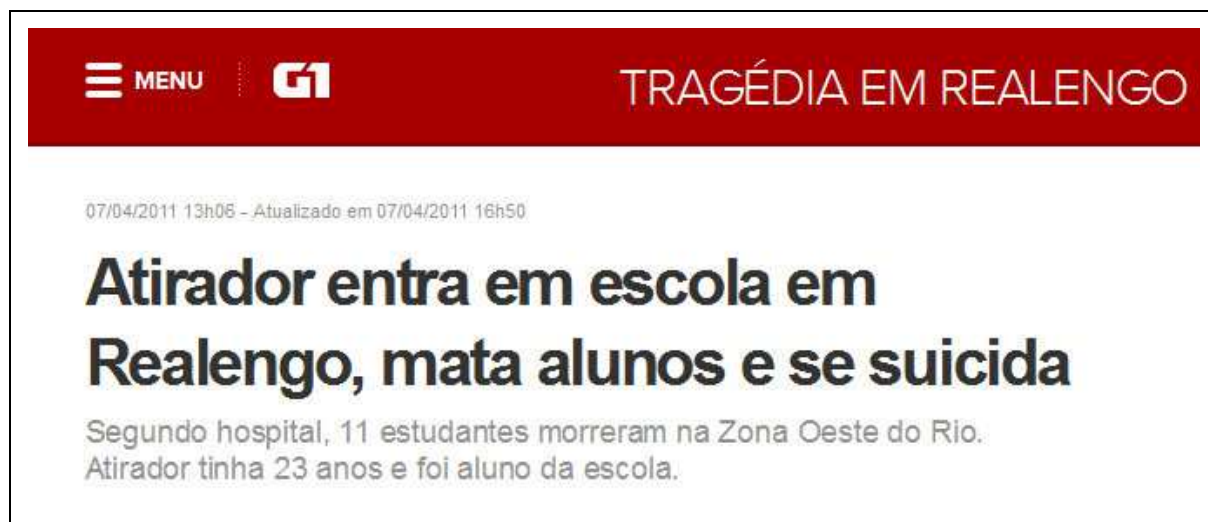 MENU G1 TRAGÉDIA EM REALENGO
07/04/2011 13h06 - Atualizado em 07/04/2011 16h50
Atirador entra em escola em
Realengo, mata alunos e se suicida
Segundo hospital, 11 estudantes morreram na Zona Oeste do Rio.
Atirador tinha 23 anos e foi aluno da escola.